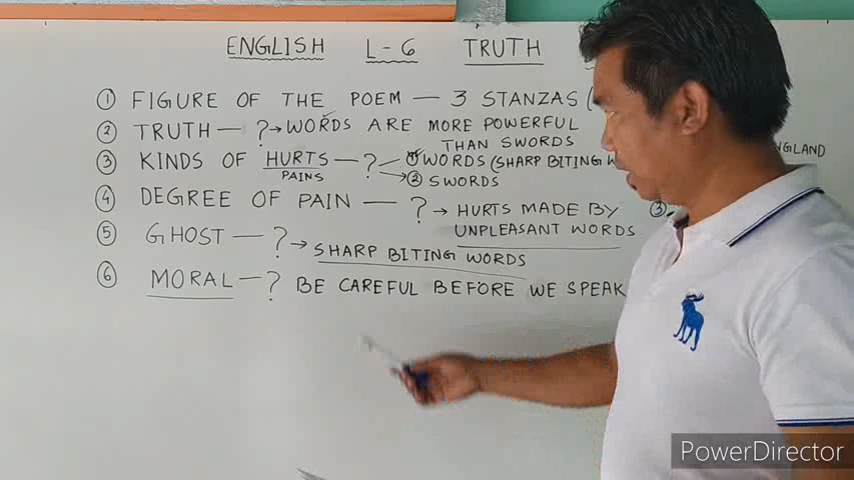 ENGLISH L-6 TRUTH
① FIGURE OF THE POEM — 3 STANZAS (
② TRUTH — ? → WORDS ARE MORE POWERFUL
THAN SWORDS
③ KINDS OF HURTS — ? ① WORDS (SHARP BITING
PAINS
② SWORDS
NGLAND
④ DEGREE OF PAIN — ? → HURTS MADE BY
UNPLEASANT WORDS
③
⑤ GHOST — ? → SHARP BITING WORDS
⑥ MORAL — ? BE CAREFUL BEFORE WE SPEAK
PowerDirector